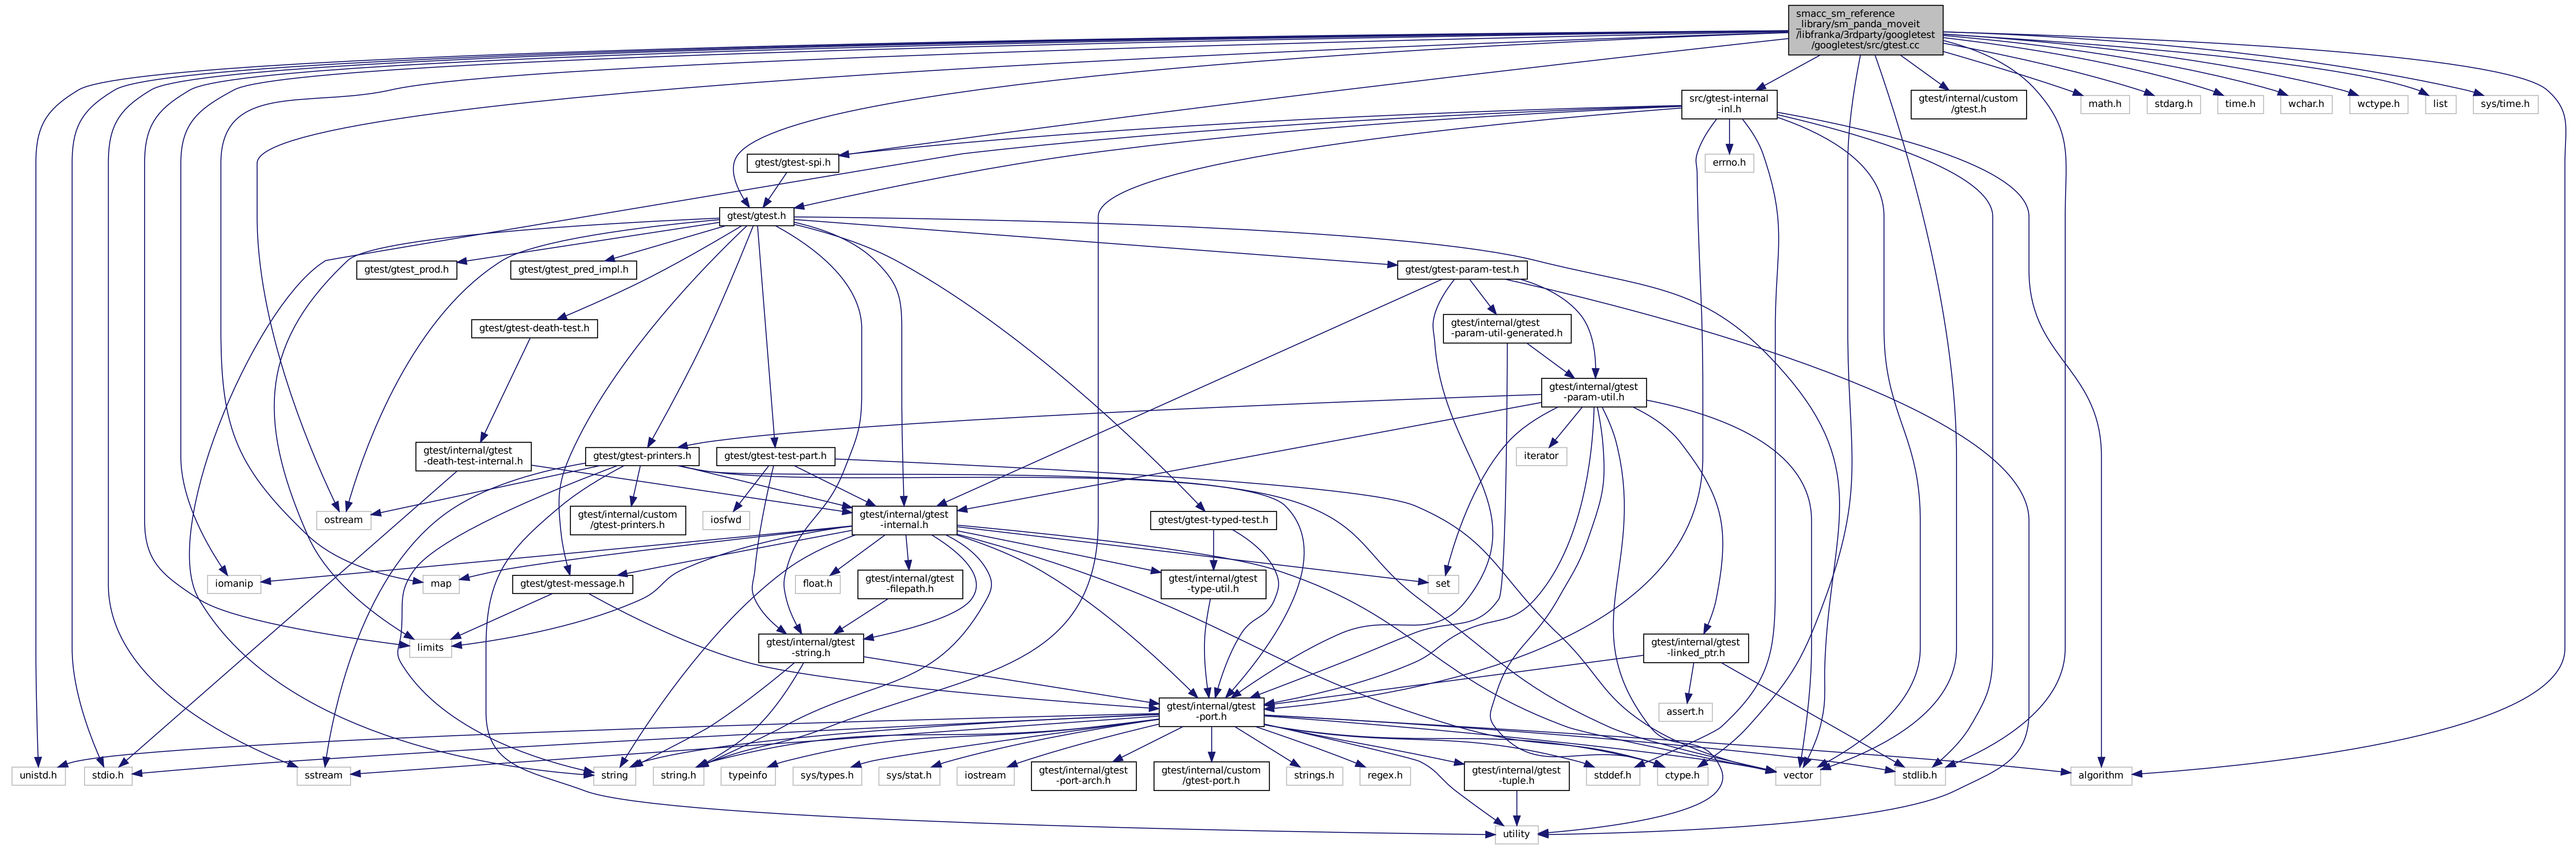 smacc_sm_reference
_library/sm_panda_moveit
/libfranka/3rdparty/googletest
/googletest/src/gtest.cc
src/gtest-internal
-inl.h
gtest/internal/custom
/gtest.h
math.h
stdarg.h
time.h
wchar.h
wctype.h
list
sys/time.h
gtest/gtest-spi.h
errno.h
gtest/gtest.h
gtest/gtest_prod.h
gtest/gtest_pred_impl.h
gtest/gtest-param-test.h
gtest/gtest-death-test.h
gtest/internal/gtest
-param-util-generated.h
gtest/internal/gtest
-param-util.h
gtest/internal/gtest
-death-test-internal.h
gtest/gtest-printers.h
gtest/gtest-test-part.h
iterator
ostream
gtest/internal/custom
/gtest-printers.h
iosfwd
gtest/internal/gtest
-internal.h
gtest/gtest-typed-test.h
iomanip
map
gtest/gtest-message.h
float.h
gtest/internal/gtest
-filepath.h
gtest/internal/gtest
-type-util.h
set
limits
gtest/internal/gtest
-string.h
gtest/internal/gtest
-linked_ptr.h
gtest/internal/gtest
-port.h
assert.h
unistd.h
stdio.h
sstream
string
string.h
typeinfo
sys/types.h
sys/stat.h
iostream
gtest/internal/gtest
-port-arch.h
gtest/internal/custom
/gtest-port.h
strings.h
regex.h
gtest/internal/gtest
-tuple.h
stddef.h
ctype.h
vector
stdlib.h
algorithm
utility